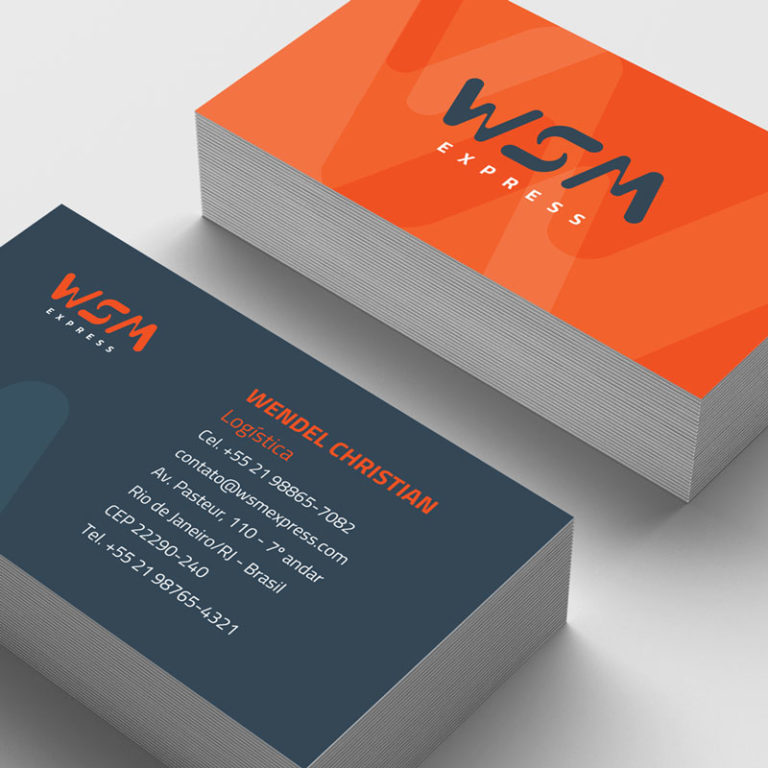 WSM
EXPRESS
WSM
EXPRESS
WENDEL CHRISTIAN
Logística
Cel. +55 21 98865-7082
contato@wsmexpress.com
Av. Pasteur, 110 - 7º andar
Rio de Janeiro/RJ - Brasil
CEP 22290-240
Tel. +55 21 98765-4321